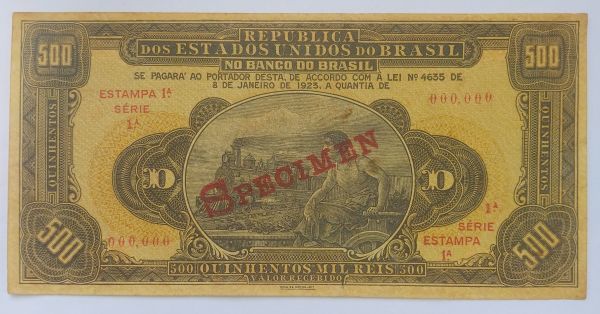 500 REPUBLICA 500
DOS ESTADOS UNIDOS DO BRASIL
NO BANCO DO BRASIL
SE PAGARÁ AO PORTADOR DESTA, DE ACCORDO COM A LEI Nº 4635 DE
8 DE JANEIRO DE 1923, A QUANTIA DE
ESTAMPA 1ª
SÉRIE
1ª
000,000
QUINHENTOS
QUINHENTOS
SPECIMEN
000,000
1ª
SÉRIE
ESTAMPA
1ª
500 500
500 QUINHENTOS MIL REIS 500
VALOR RECEBIDO